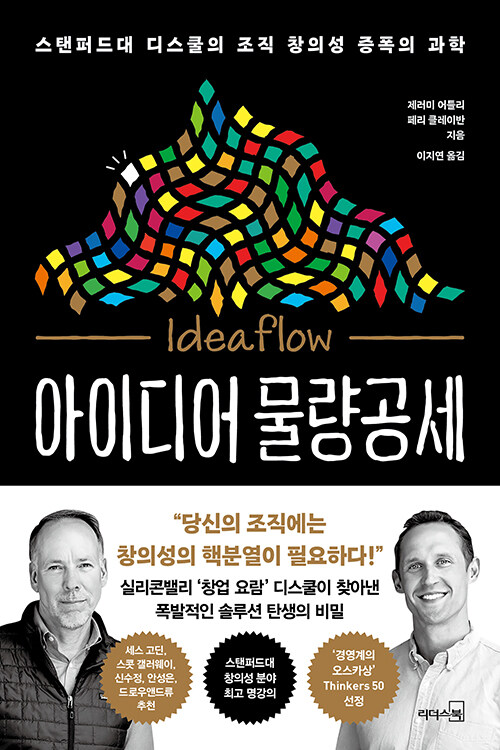 스탠퍼드대 디스쿨의 조직 창의성 증폭의 과학
제러미 어틀리
페리 클레이반
지음
이지연 옮김
Ideaflow
아이디어 물량공세
“당신의 조직에는
창의성의 핵분열이 필요하다!”
실리콘밸리 ‘창업 요람’ 디스쿨이 찾아낸
폭발적인 솔루션 탄생의 비밀
세스 고딘,
스콧 갤러웨이,
신수정, 안성은,
드로우앤드류
추천
스탠퍼드대
창의성 분야
최고 명강의
‘경영계의
오스카상’
Thinkers 50
선정
리더스북